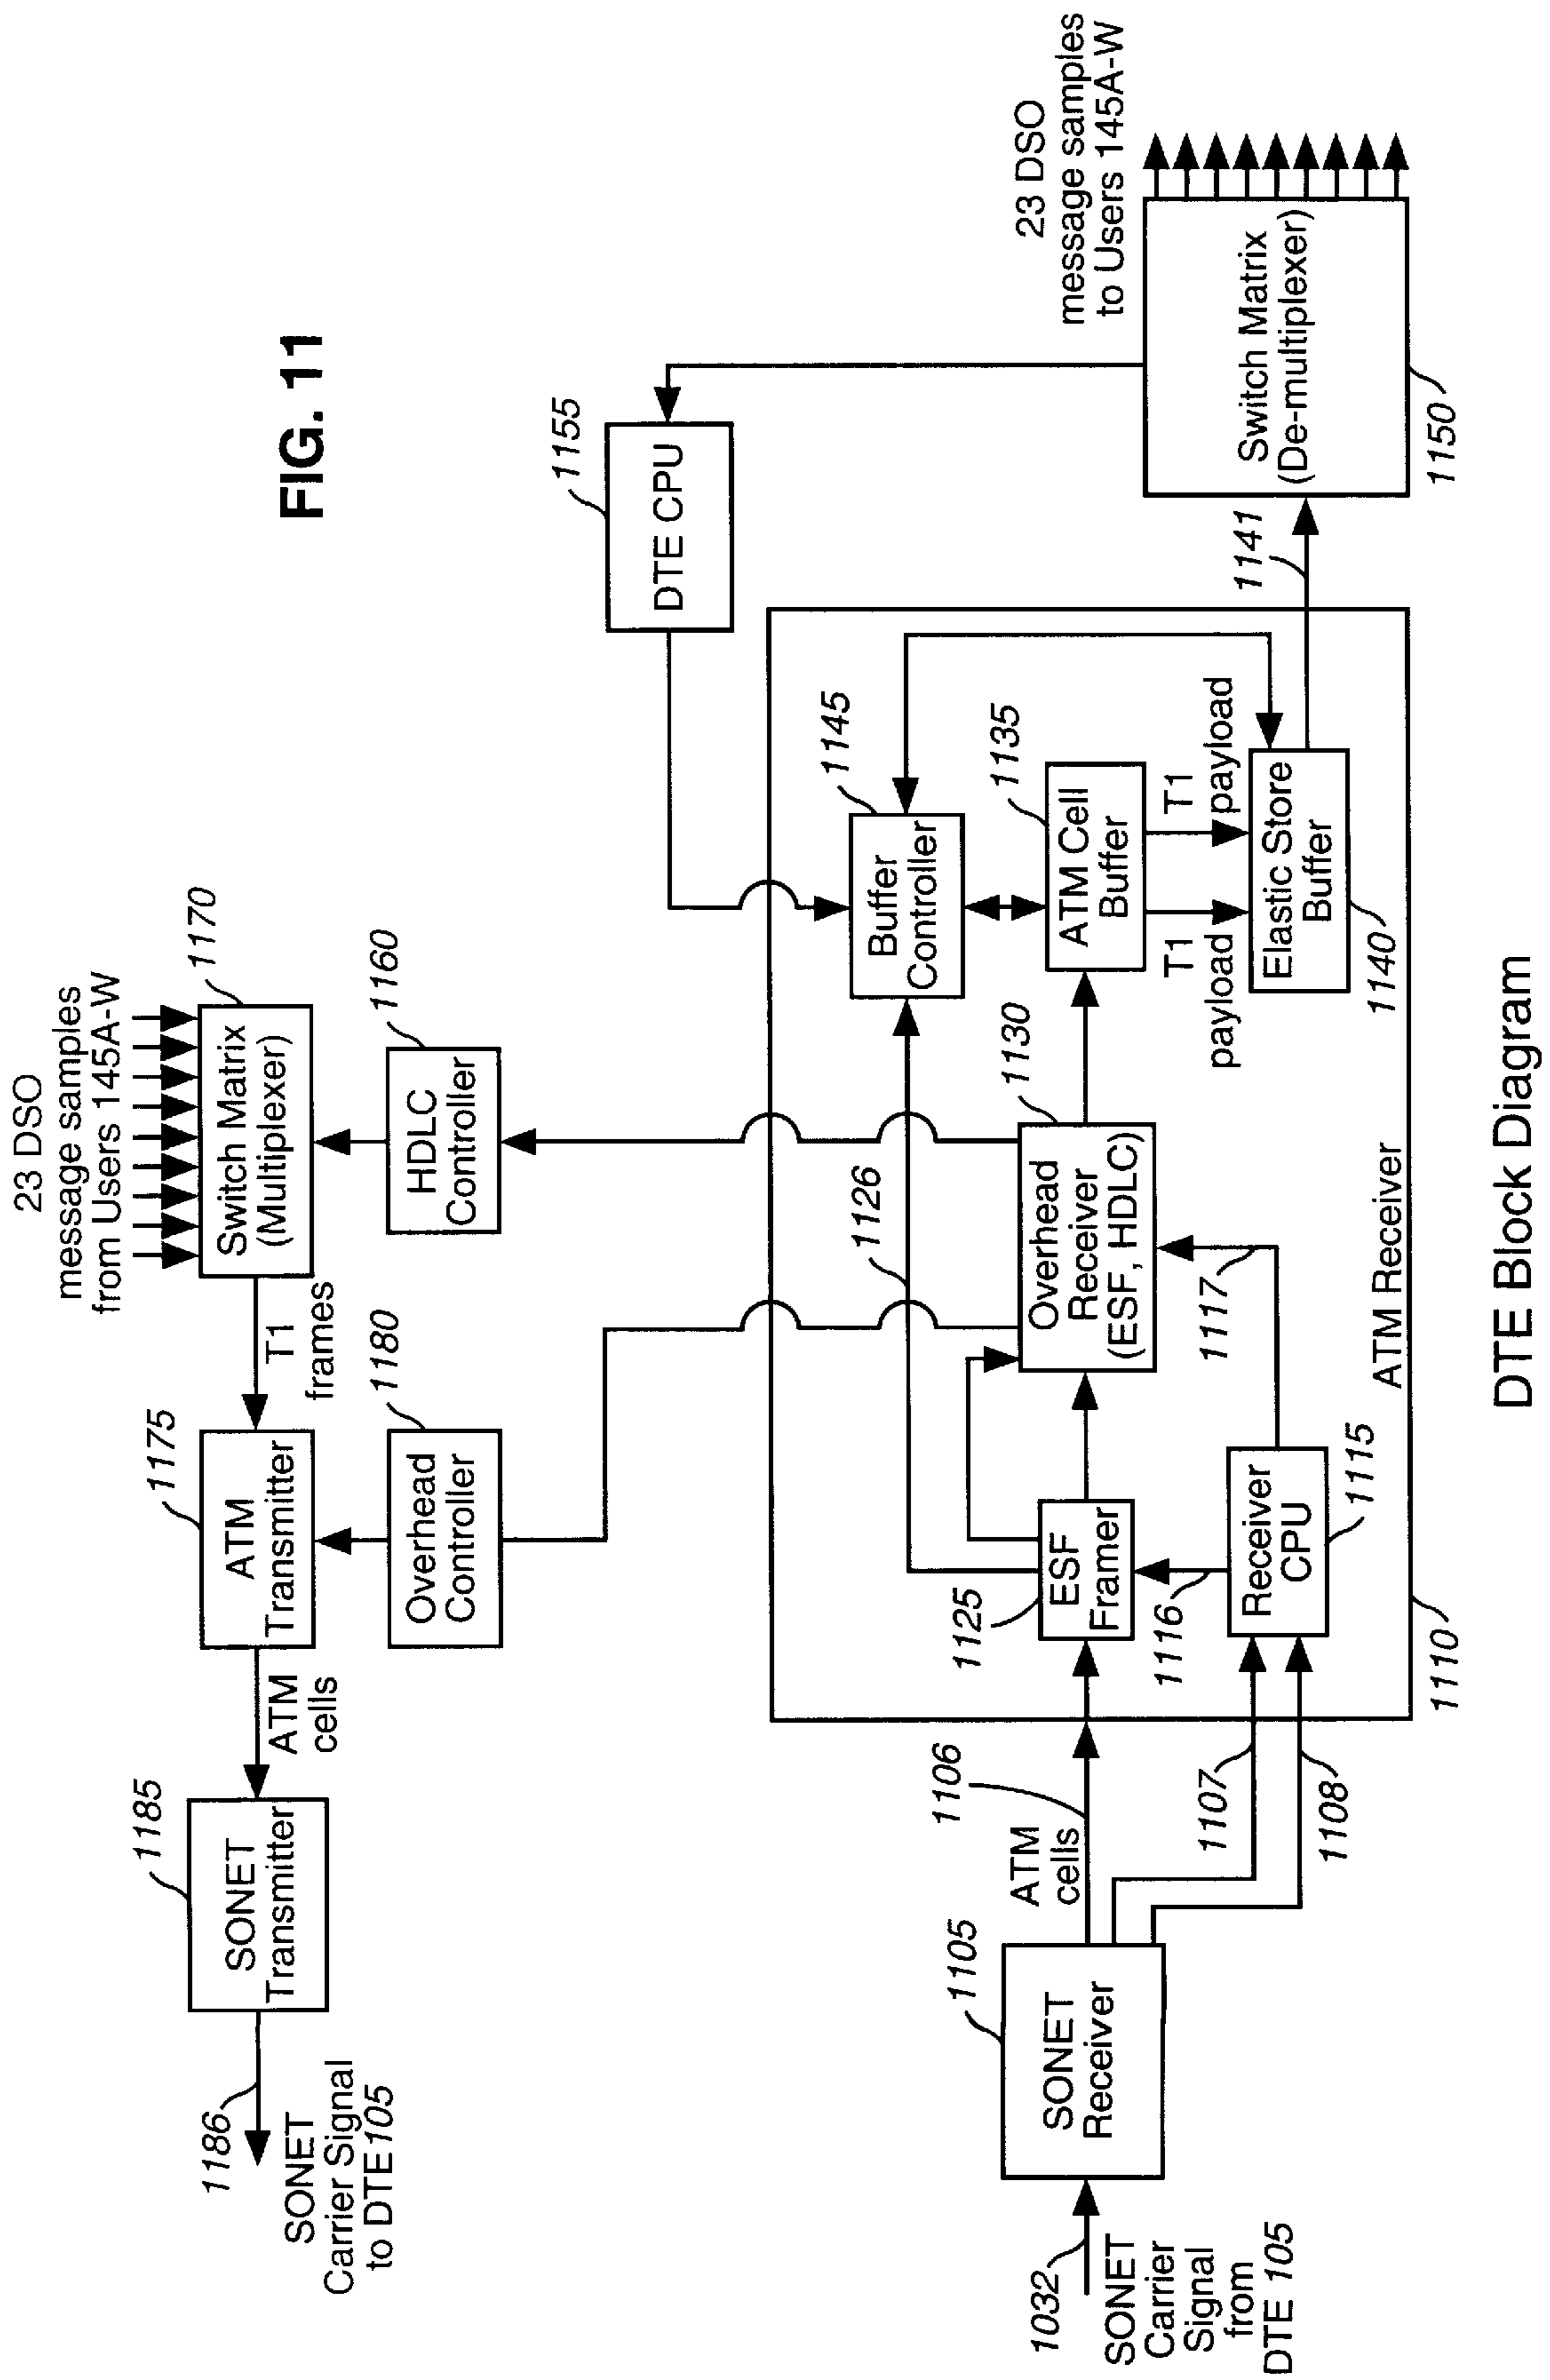 FIG. 11
23 DSO
message samples
from Users 145A-W
1170
Switch Matrix
(Multiplexer)
T1
frames
1175
ATM
Transmitter
ATM
cells
1185
SONET
Transmitter
1186
SONET
Carrier Signal
to DTE 105
1160
HDLC
Controller
1180
Overhead
Controller
1155
DTE CPU
23 DSO
message samples
to Users 145A-W
Switch Matrix
(De-multiplexer)
1150
1141
1145
Buffer
Controller
1135
ATM Cell
Buffer
T1
payload
T1
payload
Elastic Store
Buffer
1140
1130
Overhead
Receiver
(ESF, HDLC)
1126
1117
1125
ESF
Framer
1116
Receiver
CPU
1115
ATM Receiver
1110
1106
ATM
cells
1107
1108
1105
SONET
Receiver
1032
SONET
Carrier
Signal
from
DTE 105
DTE Block Diagram